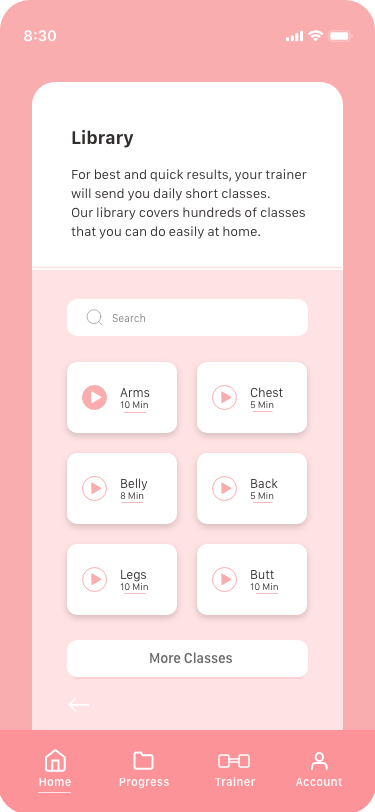 8:30
Library
For best and quick results, your trainer
will send you daily short classes.
Our library covers hundreds of classes
that you can do easily at home.
Search
Arms
10 Min
Chest
5 Min
Belly
8 Min
Back
5 Min
Legs
10 Min
Butt
10 Min
More Classes
Home
Progress
Trainer
Account